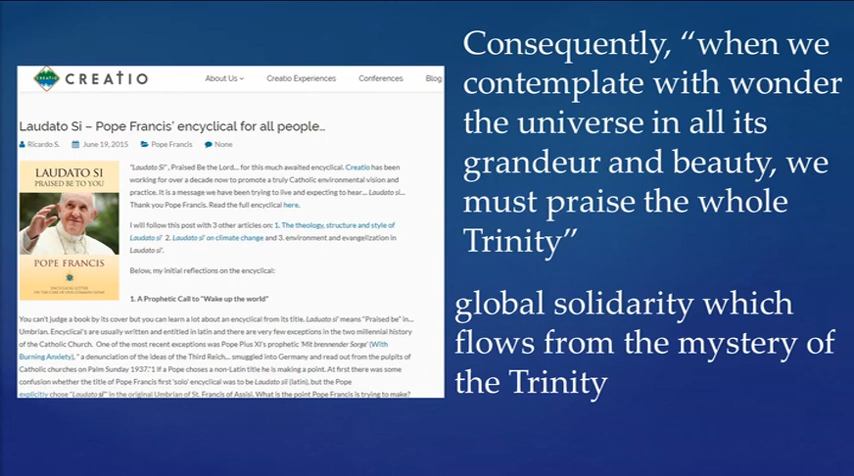 CREATIO
About Us
Creatio Experiences
Conferences
Blog
Laudato Si – Pope Francis' encyclical for all people...
Ricardo S.
June 19, 2015
Pope Francis
None
LAUDATO SI
PRAISED BE TO YOU
POPE FRANCIS
"Laudato Si", Praised Be the Lord... for this much awaited encyclical. Creatio has been
working for over a decade now to promote a truly Catholic environmental vision and
practice. It is a message we have been trying to live and expecting to hear... Laudato si...
Thank you Pope Francis. Read the full encyclical here.
I will follow this post with 3 other articles on: 1. The theology, structure and style of
Laudato si' 2. Laudato si' on climate change and 3. environment and evangelization in
Laudato si'.
Below, my initial reflections on the encyclical:
1. A Prophetic Call to "Wake up the world"
You can't judge a book by its cover but you can learn a lot about an encyclical from its title. Laudato si' means "Praised be" in...
Umbrian. Encyclical's are usually written and entitled in latin and there are very few exceptions in the two millennial history
of the Catholic Church. One of the most recent exceptions was Pope Pius XI's prophetic 'Mit brennender Sorge' (With
Burning Anxiety), " a denunciation of the ideas of the Third Reich... smuggled into Germany and read out from the pulpits of
Catholic churches on Palm Sunday 1937."1 If a Pope choses a non-Latin title he is making a point. At first there was some
confusion whether the title of Pope Francis first 'solo' encyclical was to be Laudato sii (latin), but the Pope
explicitly chose "Laudato si" in the original Umbrian of St. Francis of Assisi. What is the point Pope Francis is trying to make?
Consequently, "when we
contemplate with wonder
the universe in all its
grandeur and beauty, we
must praise the whole
Trinity"
global solidarity which
flows from the mystery of
the Trinity